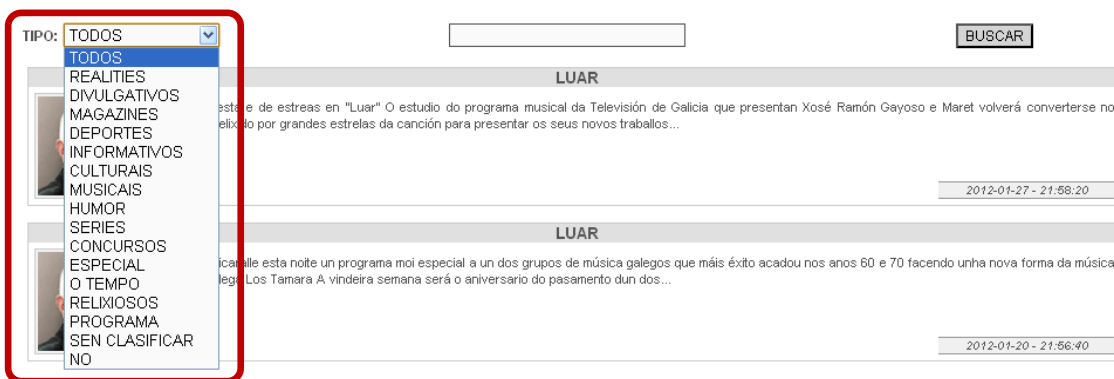 TIPO: TODOS BUSCAR
TODOS
REALITIES
DIVULGATIVOS
MAGAZINES
DEPORTES
INFORMATIVOS
CULTURAIS
MUSICAIS
HUMOR
SERIES
CONCURSOS
ESPECIAL
O TEMPO
RELIXIOSOS
PROGRAMA
SEN CLASIFICAR
NO
LUAR
e de estreas en "Luar" O estudio do programa musical da Televisión de Galicia que presentan Xosé Ramón Gayoso e Maret volverá converterse no
por grandes estrelas da canción para presentar os seus novos traballos...
2012-01-27 - 21:58:20
LUAR
esta noite un programa moi especial a un dos grupos de música galegos que máis éxito acadou nos anos 60 e 70 facendo unha nova forma da música
Los Tamara A vindeira semana será o aniversario do pasamento dun dos...
2012-01-20 - 21:56:40